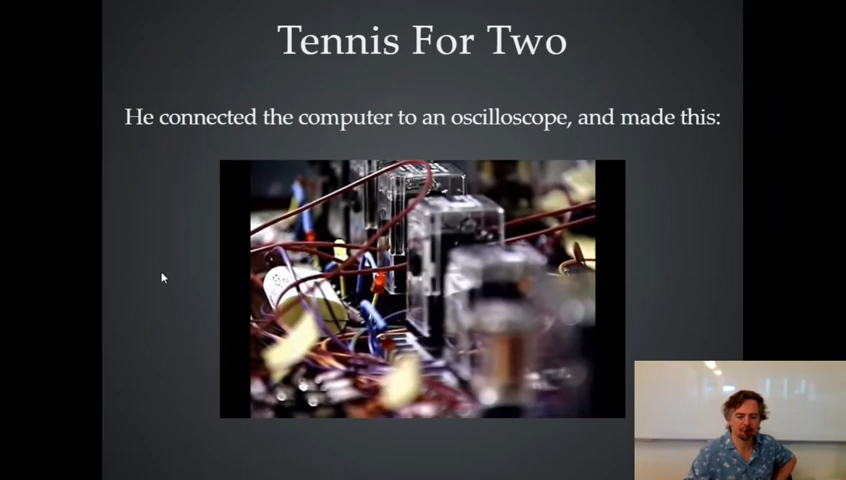 Tennis For Two
He connected the computer to an oscilloscope, and made this: